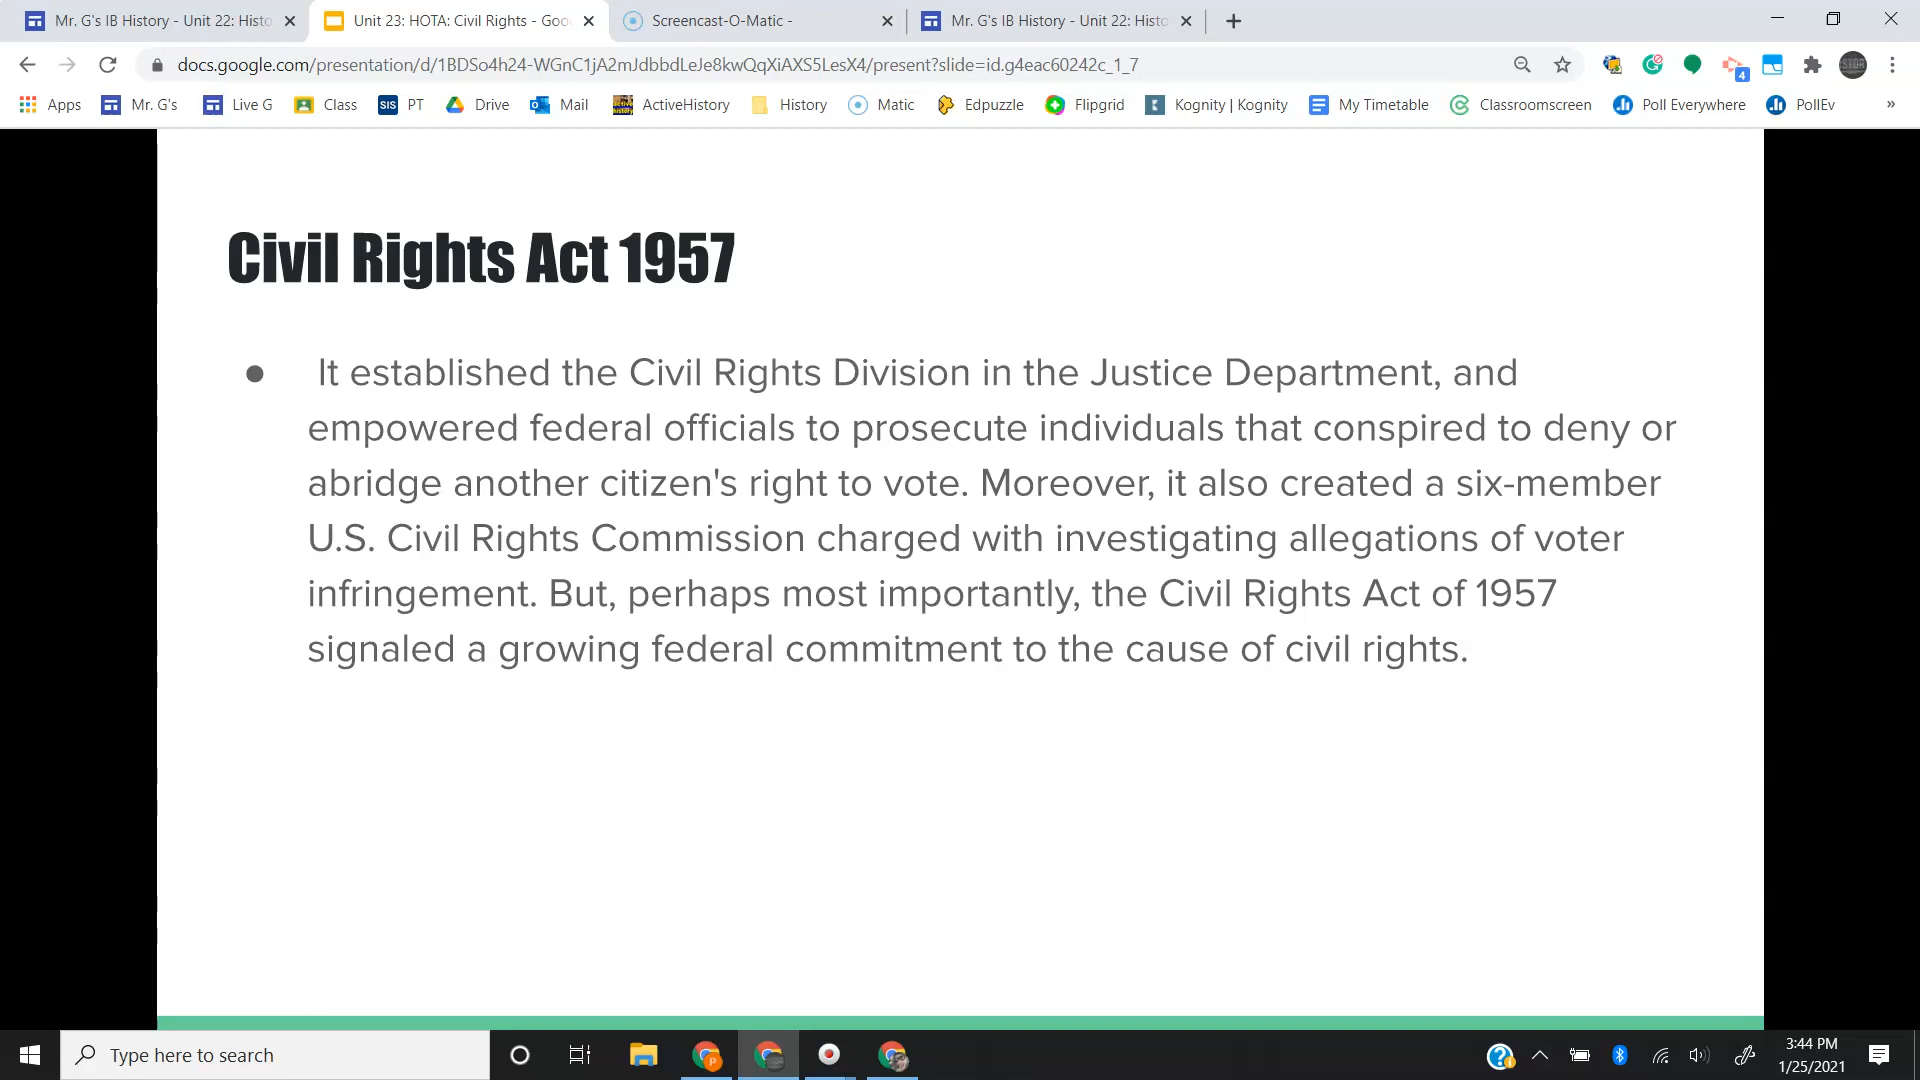 Mr. G's IB History - Unit 22: Histo
Unit 23: HOTA: Civil Rights - Goo
Screencast-O-Matic -
Mr. G's IB History - Unit 22: Histo
docs.google.com/presentation/d/1BDSo4h24-WGnC1jA2mJdbbdLeJe8kwQqXiAXS5LesX4/present?slide=id.g4eac60242c_1_7
4
Apps
Mr. G's
Live G
Class
SIS
PT
Drive
Mail
ActiveHistory
History
Matic
Edpuzzle
Flipgrid
Kognity | Kognity
My Timetable
Classroomscreen
Poll Everywhere
PollEv
Civil Rights Act 1957
● It established the Civil Rights Division in the Justice Department, and
empowered federal officials to prosecute individuals that conspired to deny or
abridge another citizen's right to vote. Moreover, it also created a six-member
U.S. Civil Rights Commission charged with investigating allegations of voter
infringement. But, perhaps most importantly, the Civil Rights Act of 1957
signaled a growing federal commitment to the cause of civil rights.
Type here to search
P
3:44 PM
1/25/2021